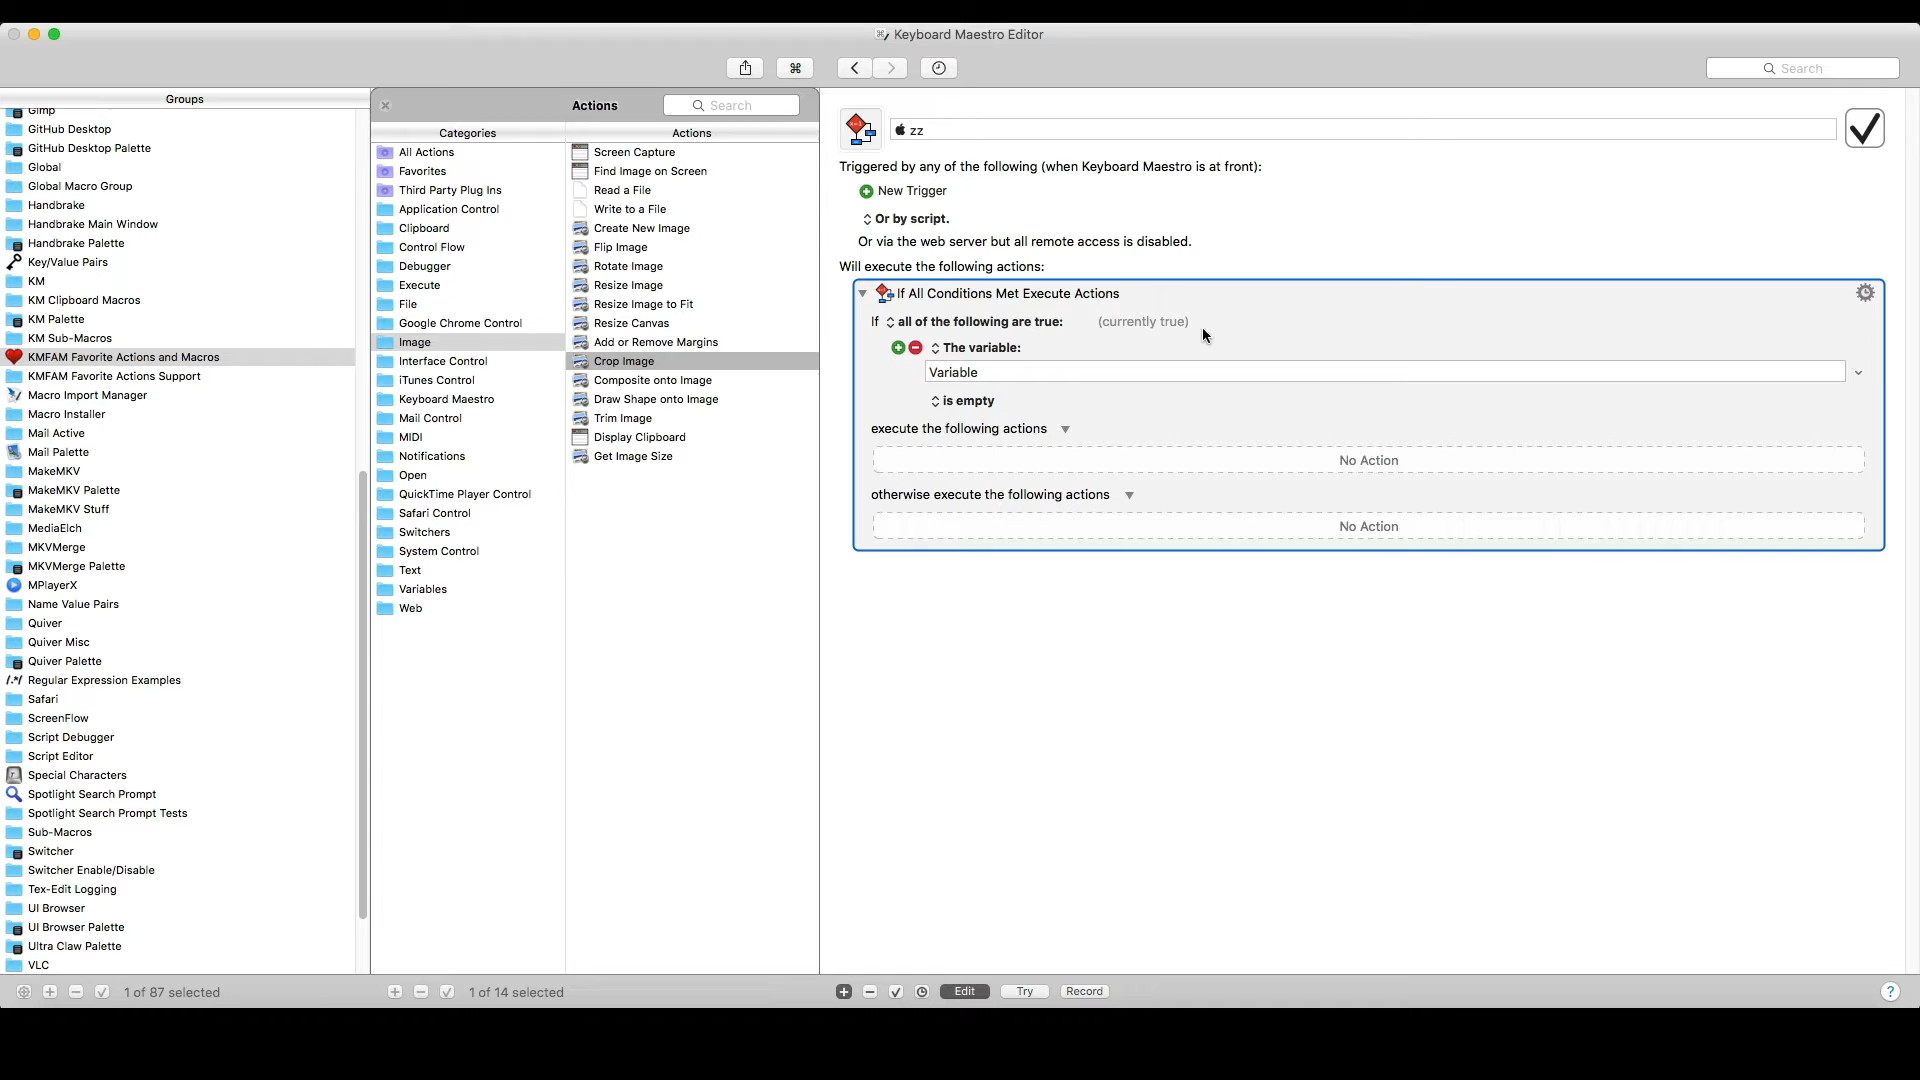 Keyboard Maestro Editor
Search
Groups
Gimp
GitHub Desktop
GitHub Desktop Palette
Global
Global Macro Group
Handbrake
Handbrake Main Window
Handbrake Palette
Key/Value Pairs
KM
KM Clipboard Macros
KM Palette
KM Sub-Macros
KMFAM Favorite Actions and Macros
KMFAM Favorite Actions Support
Macro Import Manager
Macro Installer
Mail Active
Mail Palette
MakeMKV
MakeMKV Palette
MakeMKV Stuff
MediaElch
MKVMerge
MKVMerge Palette
MPlayerX
Name Value Pairs
Quiver
Quiver Misc
Quiver Palette
Regular Expression Examples
Safari
ScreenFlow
Script Debugger
Script Editor
Special Characters
Spotlight Search Prompt
Spotlight Search Prompt Tests
Sub-Macros
Switcher
Switcher Enable/Disable
Tex-Edit Logging
UI Browser
UI Browser Palette
Ultra Claw Palette
VLC
1 of 87 selected
Actions
Search
Categories
All Actions
Favorites
Third Party Plug Ins
Application Control
Clipboard
Control Flow
Debugger
Execute
File
Google Chrome Control
Image
Interface Control
iTunes Control
Keyboard Maestro
Mail Control
MIDI
Notifications
Open
QuickTime Player Control
Safari Control
Switchers
System Control
Text
Variables
Web
Actions
Screen Capture
Find Image on Screen
Read a File
Write to a File
Create New Image
Flip Image
Rotate Image
Resize Image
Resize Image to Fit
Resize Canvas
Add or Remove Margins
Crop Image
Composite onto Image
Draw Shape onto Image
Trim Image
Display Clipboard
Get Image Size
1 of 14 selected
zz
Triggered by any of the following (when Keyboard Maestro is at front):
New Trigger
Or by script.
Or via the web server but all remote access is disabled.
Will execute the following actions:
If All Conditions Met Execute Actions
If all of the following are true: (currently true)
The variable:
Variable
is empty
execute the following actions
No Action
otherwise execute the following actions
No Action
Edit Try Record
?